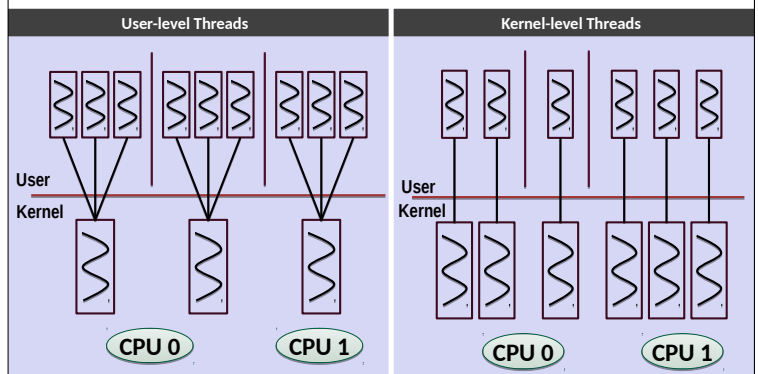 User-level Threads
User
Kernel
CPU 0
CPU 1
Kernel-level Threads
User
Kernel
CPU 0
CPU 1